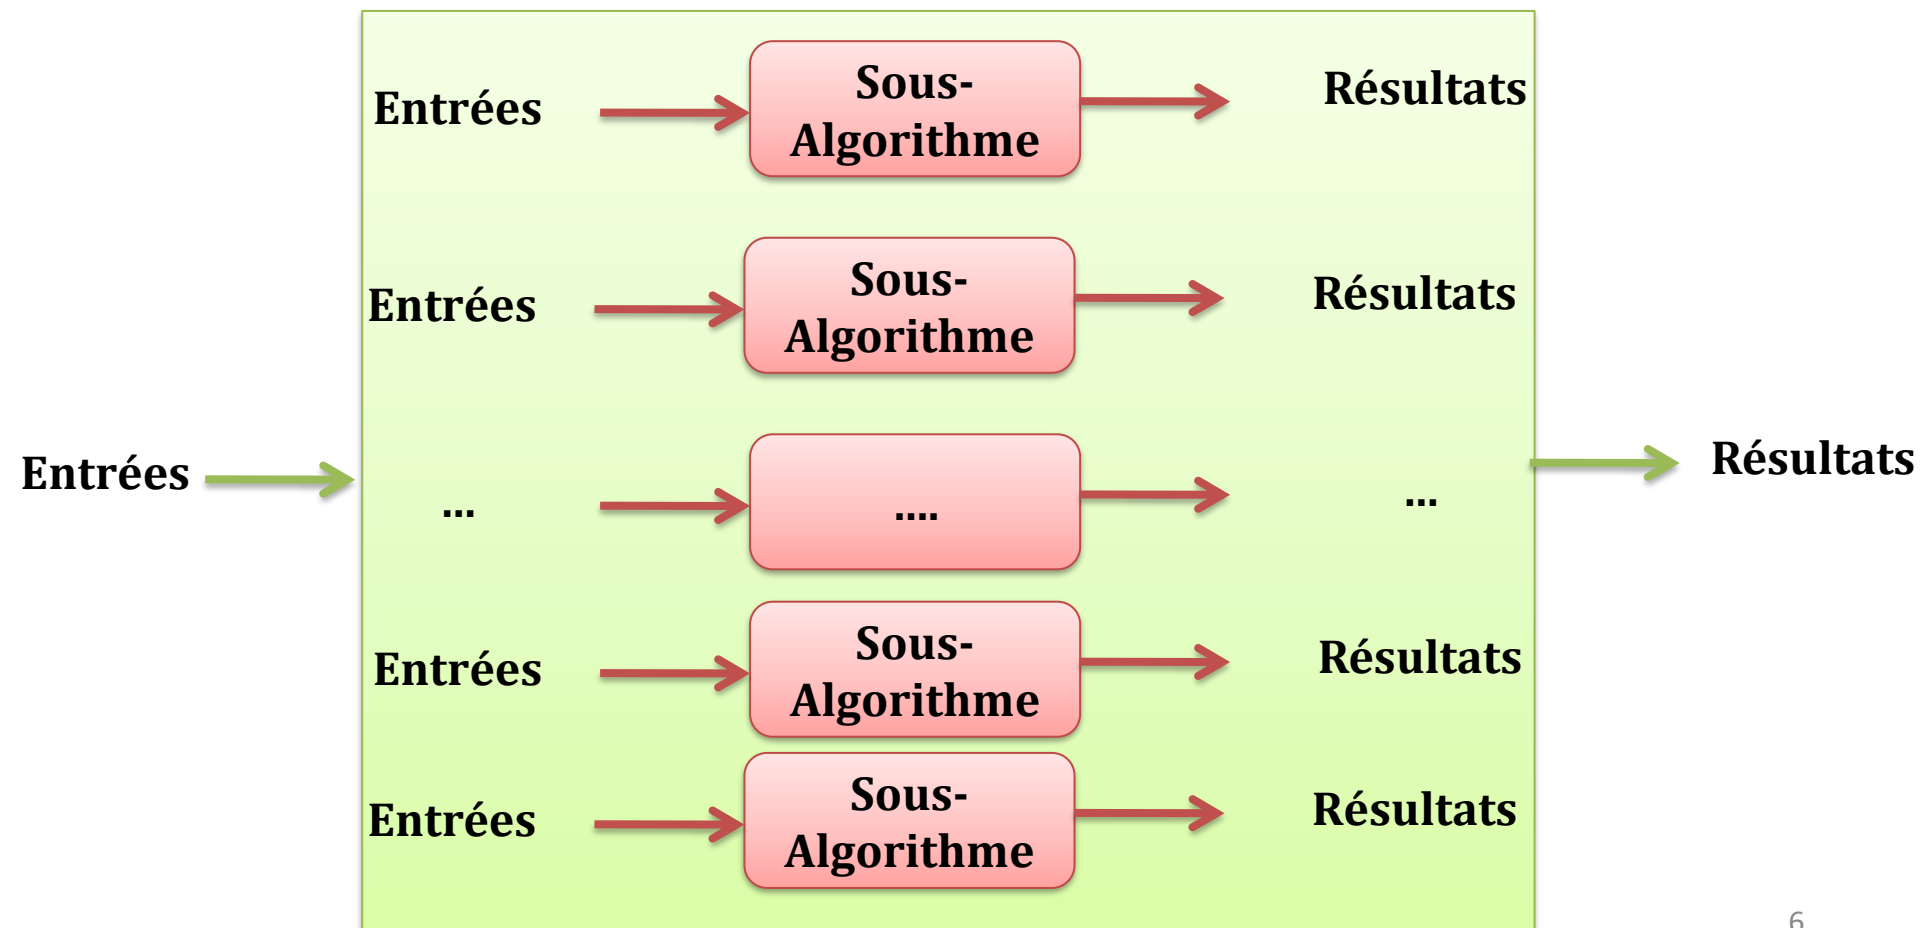 Entrées
Sous-
Algorithme
Résultats
Entrées
Sous-
Algorithme
Résultats
Entrées
...
....
...
Résultats
Entrées
Sous-
Algorithme
Résultats
Entrées
Sous-
Algorithme
Résultats
6